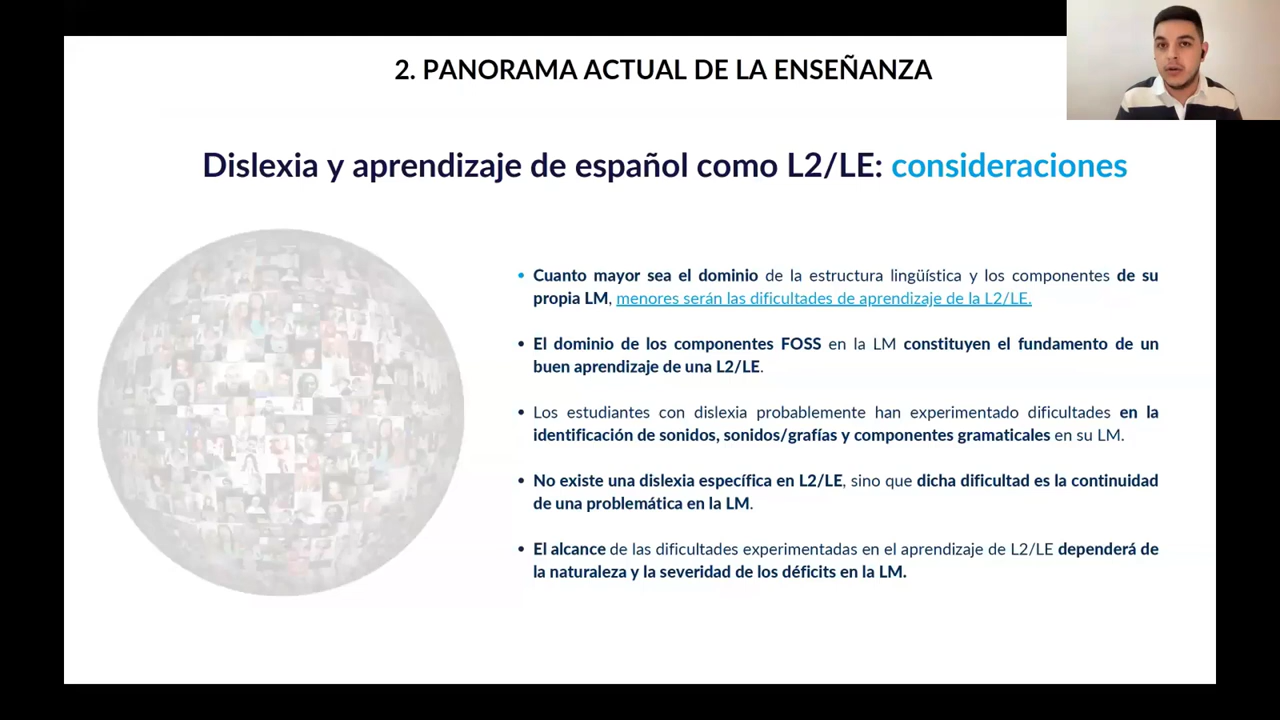 2. PANORAMA ACTUAL DE LA ENSEÑANZA
Dislexia y aprendizaje de español como L2/LE: consideraciones
• Cuanto mayor sea el dominio de la estructura lingüística y los componentes de su
propia LM, menores serán las dificultades de aprendizaje de la L2/LE.
• El dominio de los componentes FOSS en la LM constituyen el fundamento de un
buen aprendizaje de una L2/LE.
• Los estudiantes con dislexia probablemente han experimentado dificultades en la
identificación de sonidos, sonidos/grafías y componentes gramaticales en su LM.
• No existe una dislexia específica en L2/LE, sino que dicha dificultad es la continuidad
de una problemática en la LM.
• El alcance de las dificultades experimentadas en el aprendizaje de L2/LE dependerá de
la naturaleza y la severidad de los déficits en la LM.